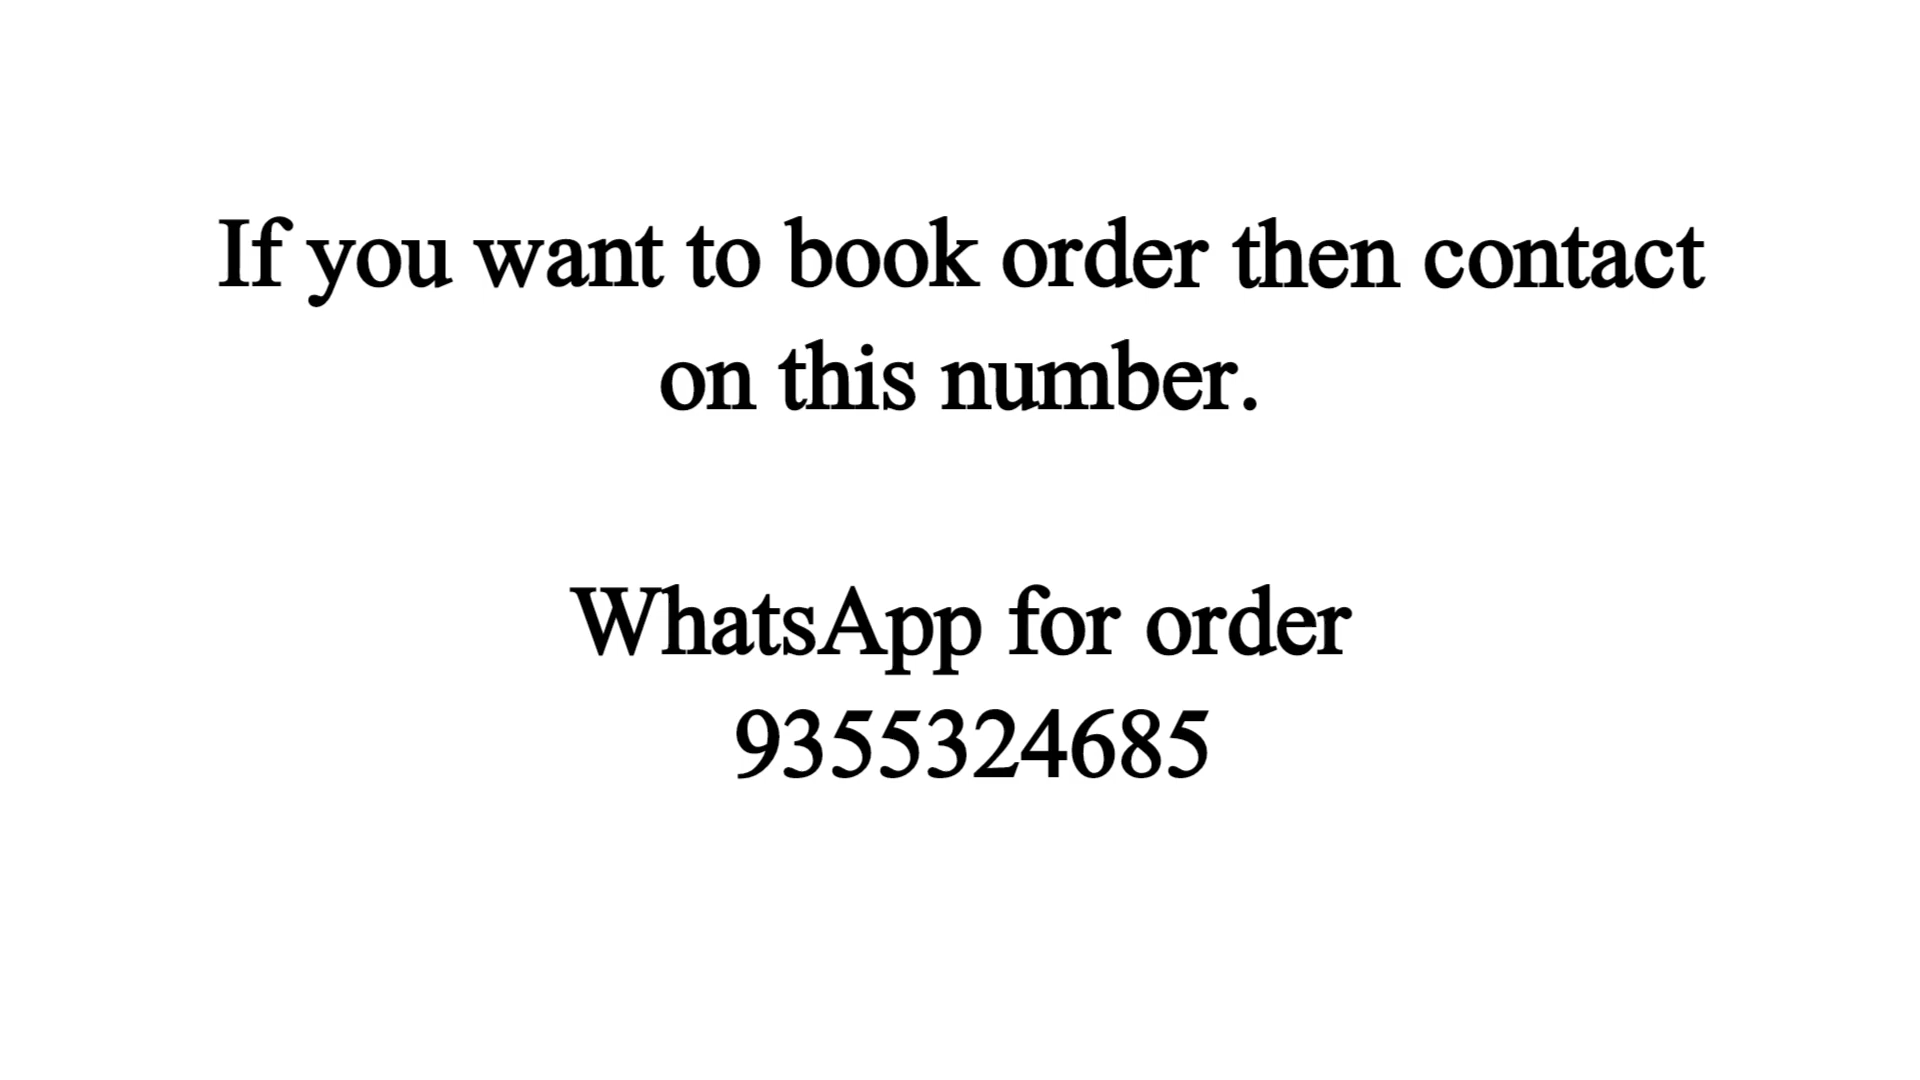 If you want to book order then contact
on this number.
WhatsApp for order
9355324685